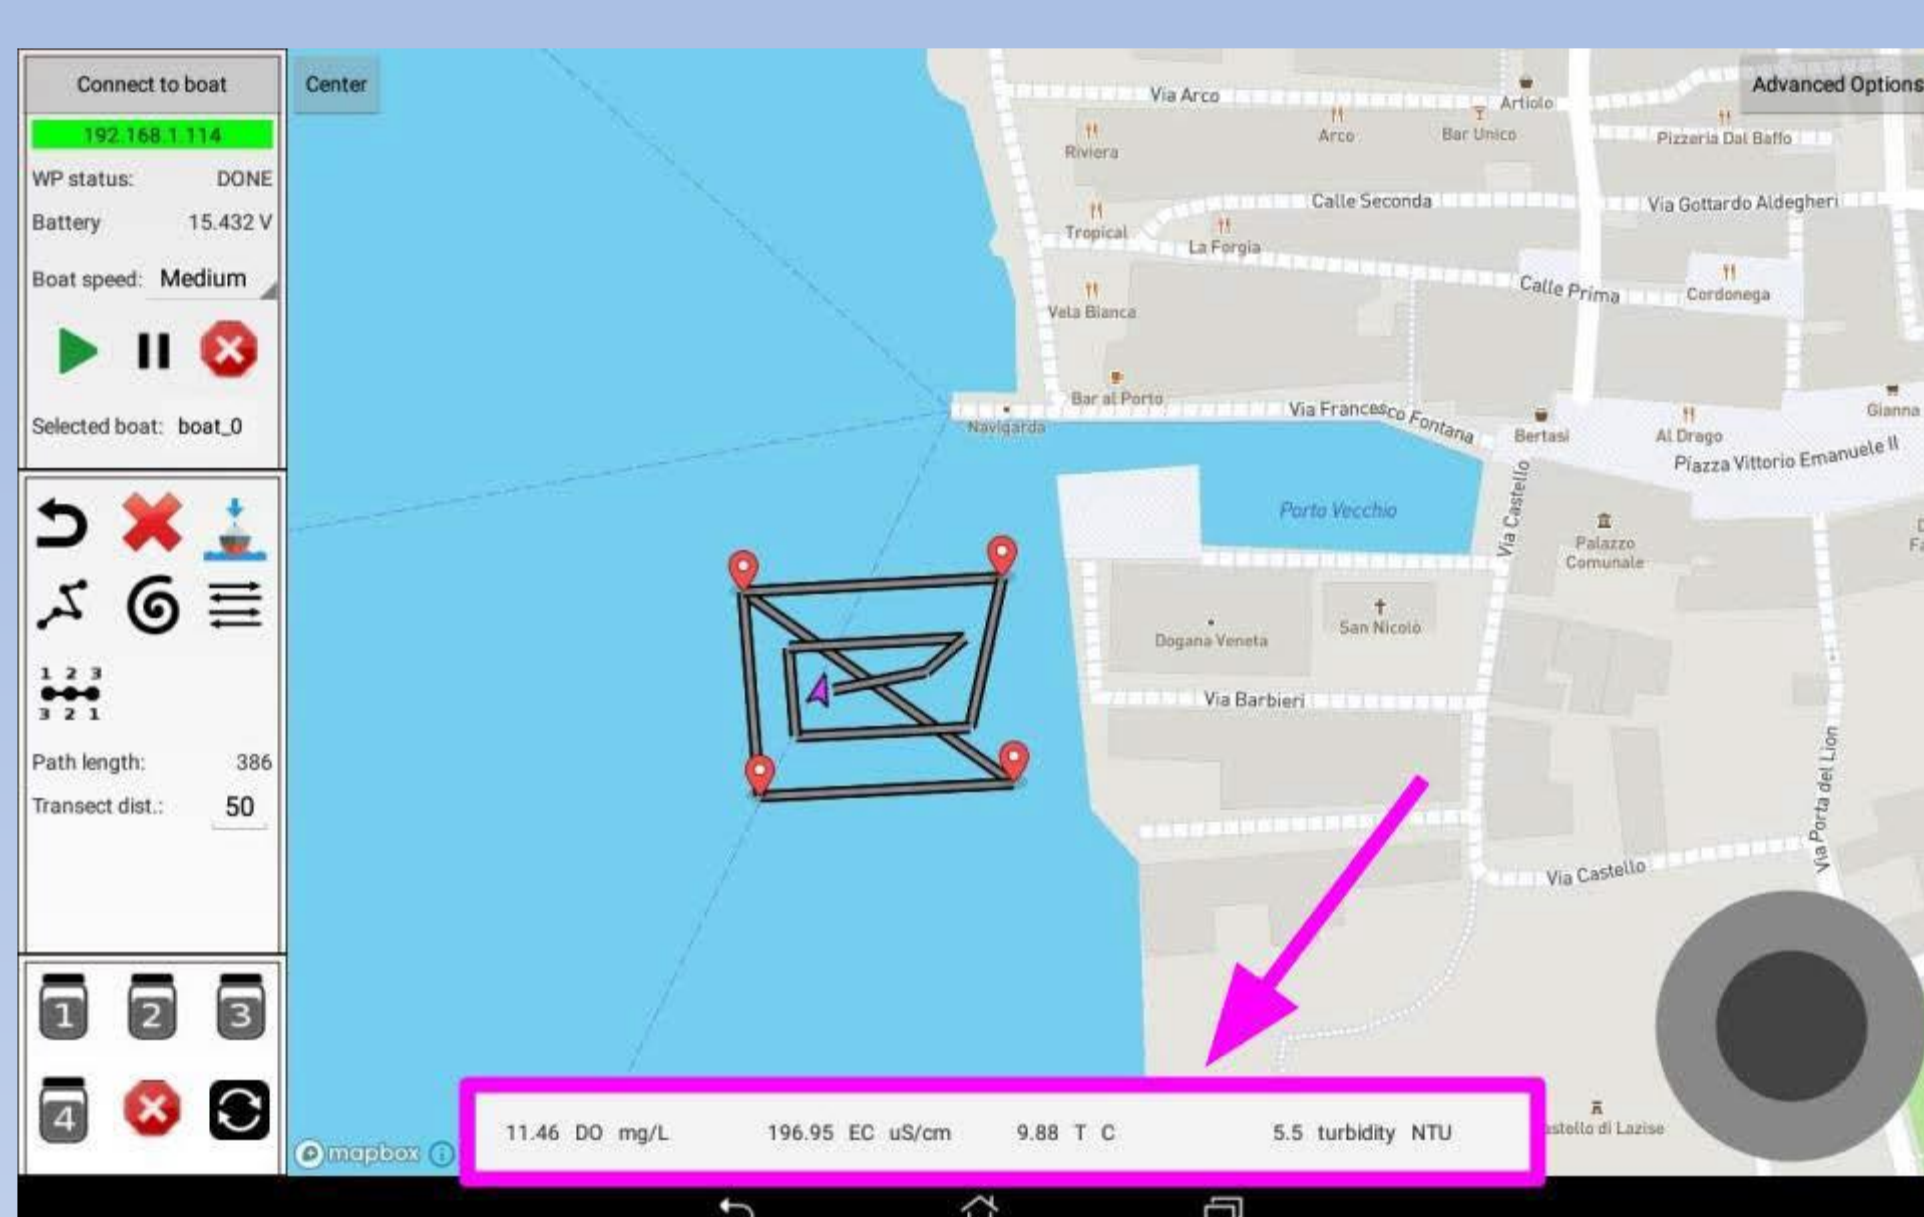 Connect to boat
192.168.1.114
WP status: DONE
Battery 15.432 V
Boat speed: Medium
Selected boat: boat_0
1 2 3
3 2 1
Path length: 386
Transect dist.: 50
1 2 3
4
Center
Advanced Options
Via Arco
Artiolo
Riviera
Arco
Bar Unico
Pizzeria Dal Baffo
Calle Seconda
Via Gottardo Aldegheri
Tropical
La Forgia
Calle Prima
Cordonega
Vela Bianca
Bar al Porto
Navigarda
Via Francesco Fontana
Bertasi
Al Drago
Gianna
Piazza Vittorio Emanuele II
Porto Vecchio
Via Castello
Palazzo
Comunale
Dogana Veneta
San Nicolò
Via Barbieri
Via Porta del Lion
Via Castello
astello di Lazise
mapbox
11.46 DO mg/L 196.95 EC uS/cm 9.88 T C 5.5 turbidity NTU